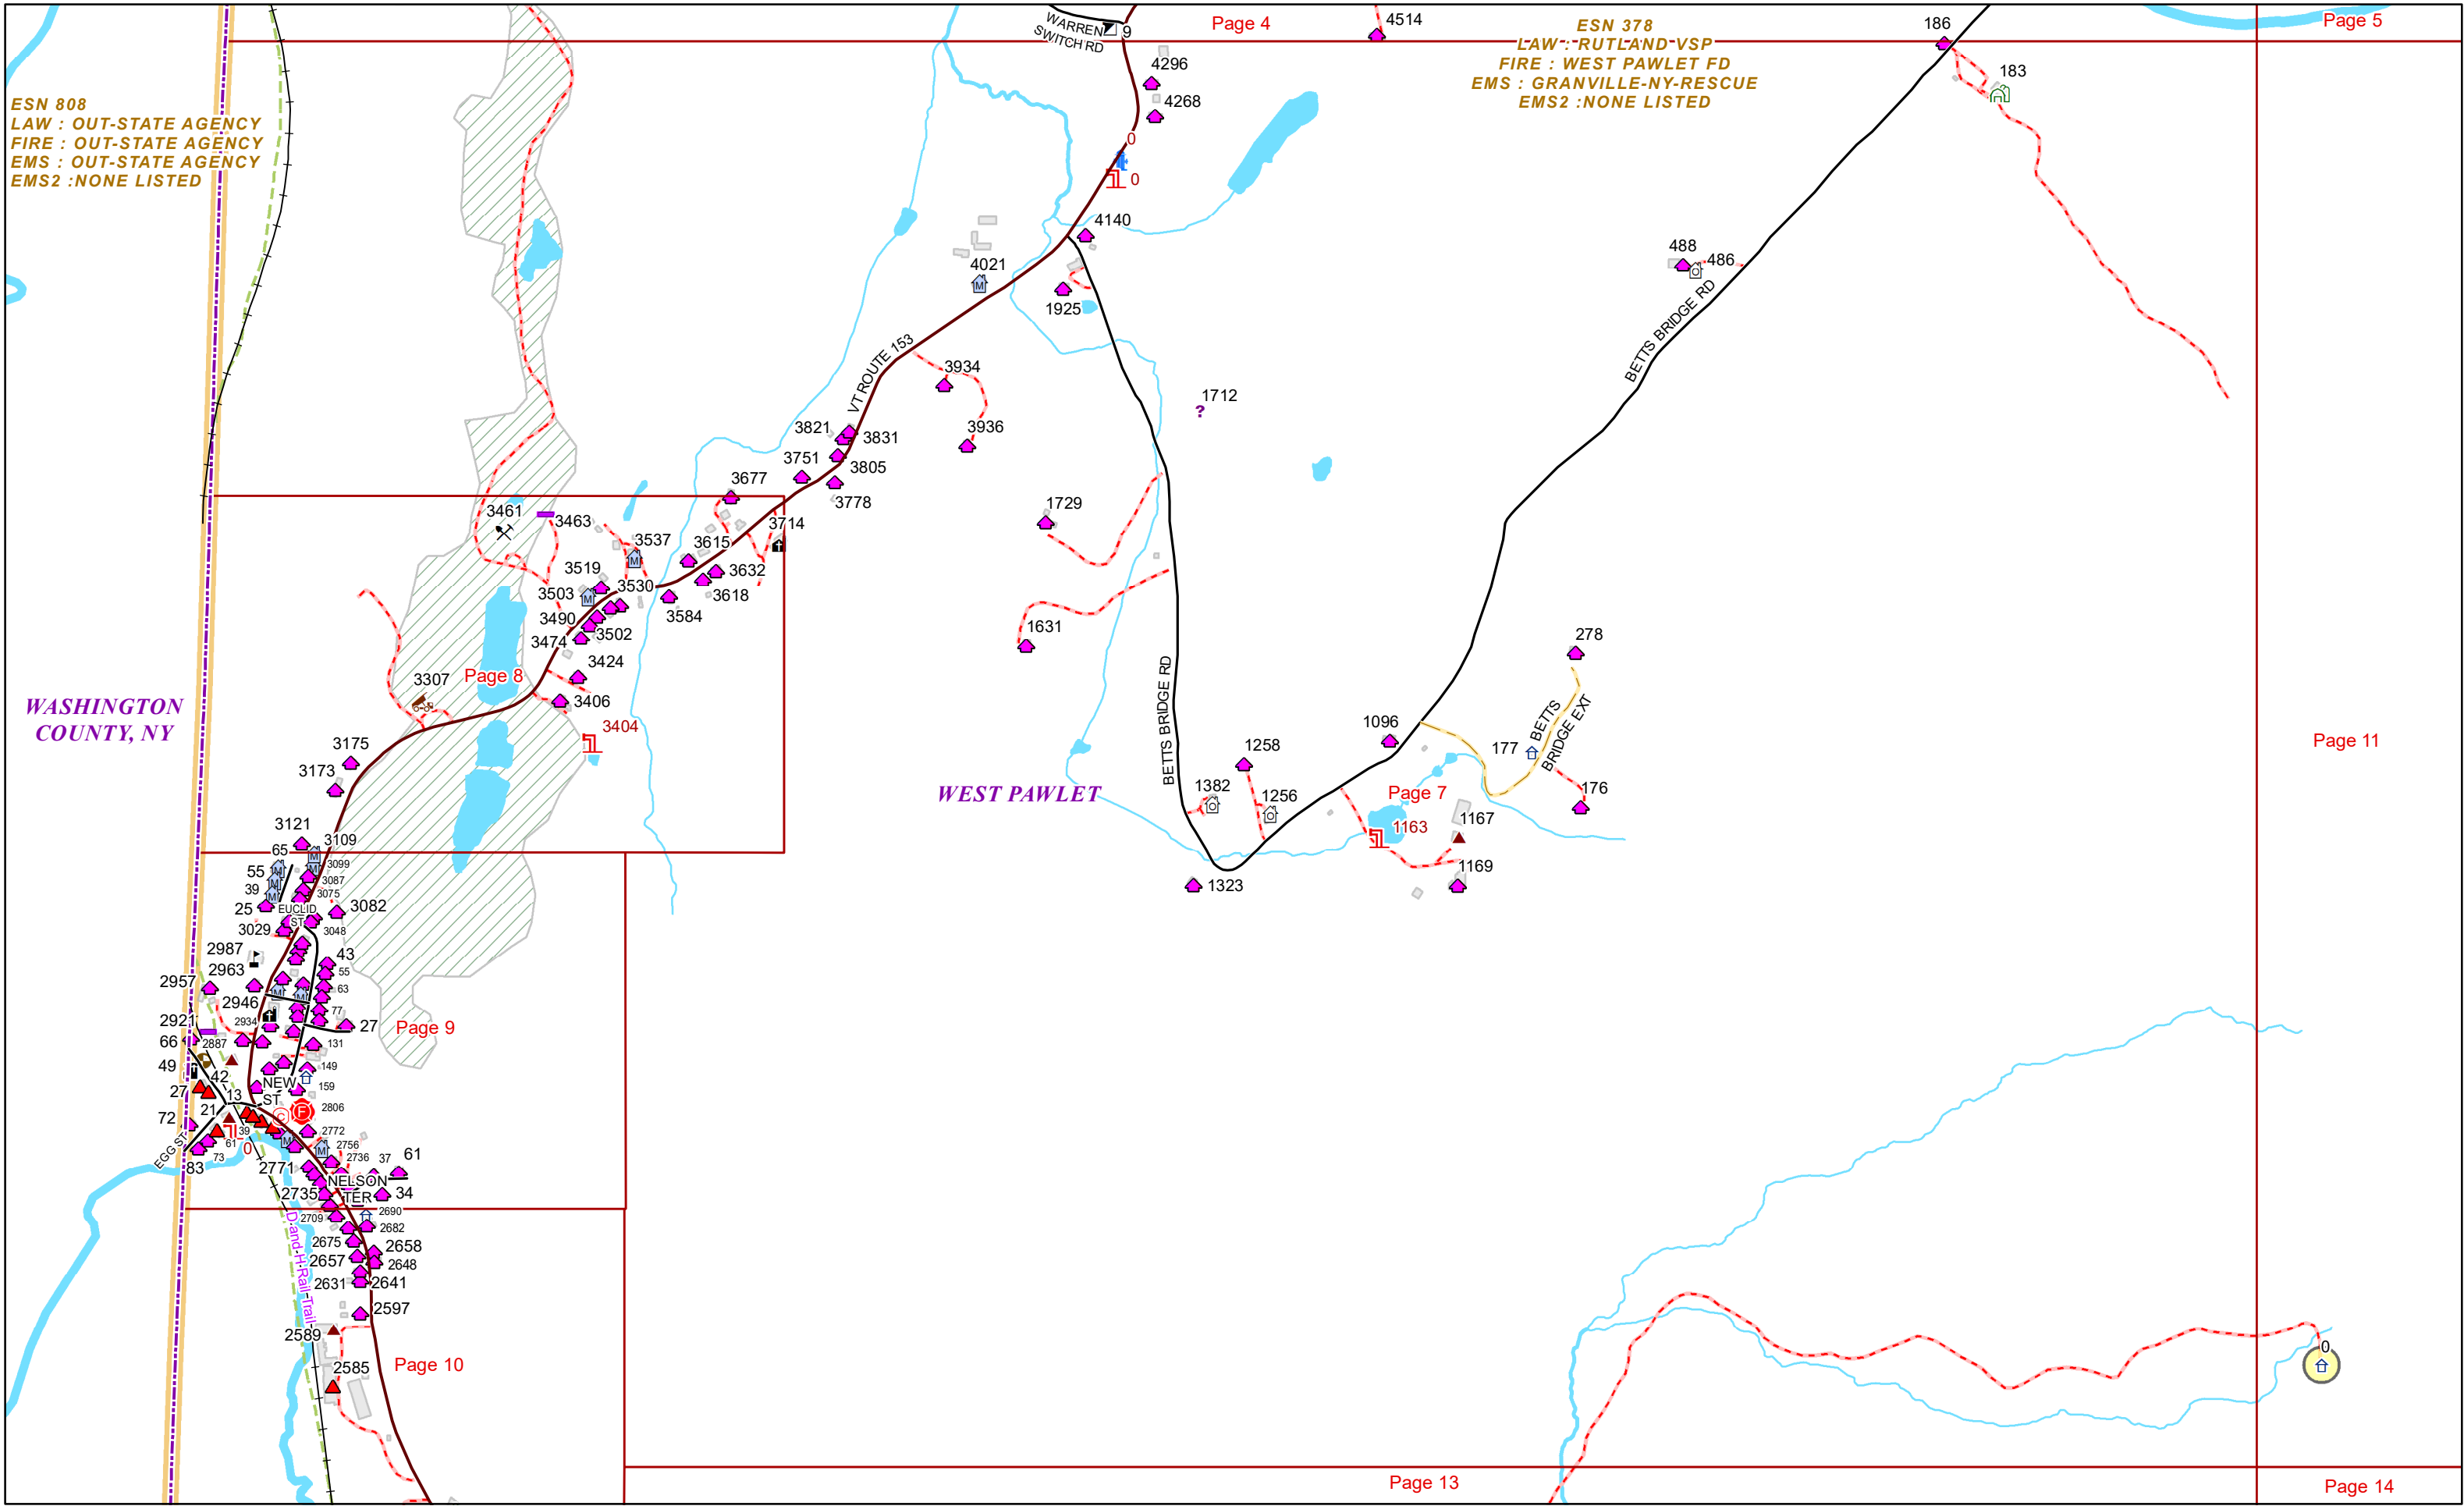 WARREN
SWITCH RD
9
Page 4
4514
186
Page 5
ESN 378
LAW : RUTLAND VSP
FIRE : WEST PAWLET FD
EMS : GRANVILLE-NY-RESCUE
EMS2 :NONE LISTED
4296
183
4268
ESN 808
LAW : OUT-STATE AGENCY
FIRE : OUT-STATE AGENCY
EMS : OUT-STATE AGENCY
EMS2 :NONE LISTED
0
0
4140
488
486
4021
M
1925
BETTS BRIDGE RD
VT ROUTE 153
3934
1712
?
3821
3831
3936
3751
3805
3677
3778
3461
3463
3714
1729
3537
M
3615
3519
3530
3632
3503
M
3618
3490
3584
3502
3474
1631
278
3424
Page 8
3307
3406
BETTS BRIDGE RD
WASHINGTON
COUNTY, NY
3404
1096
BETTS
BRIDGE EXT
177
Page 11
3175
1258
3173
1382
1256
Page 7
176
WEST PAWLET
1163
1167
3121
3109
65
3099
1169
55
3087
39
3075
25
EUCLID
ST
3082
1323
3029
3048
2987
43
2963
55
2957
63
2946
77
2921
2934
27
Page 9
66
2887
131
49
42
149
27
NEW
ST
159
13
21
F
2806
C
72
39
61
2772
0
2756
73
83
EGG ST
2771
2736
37
61
NELSON
TER
2735
34
2709
2690
2682
2675
2658
2657
2648
2631
2641
D and H Rail Trail
2597
2589
2585
Page 10
0
Page 13
Page 14